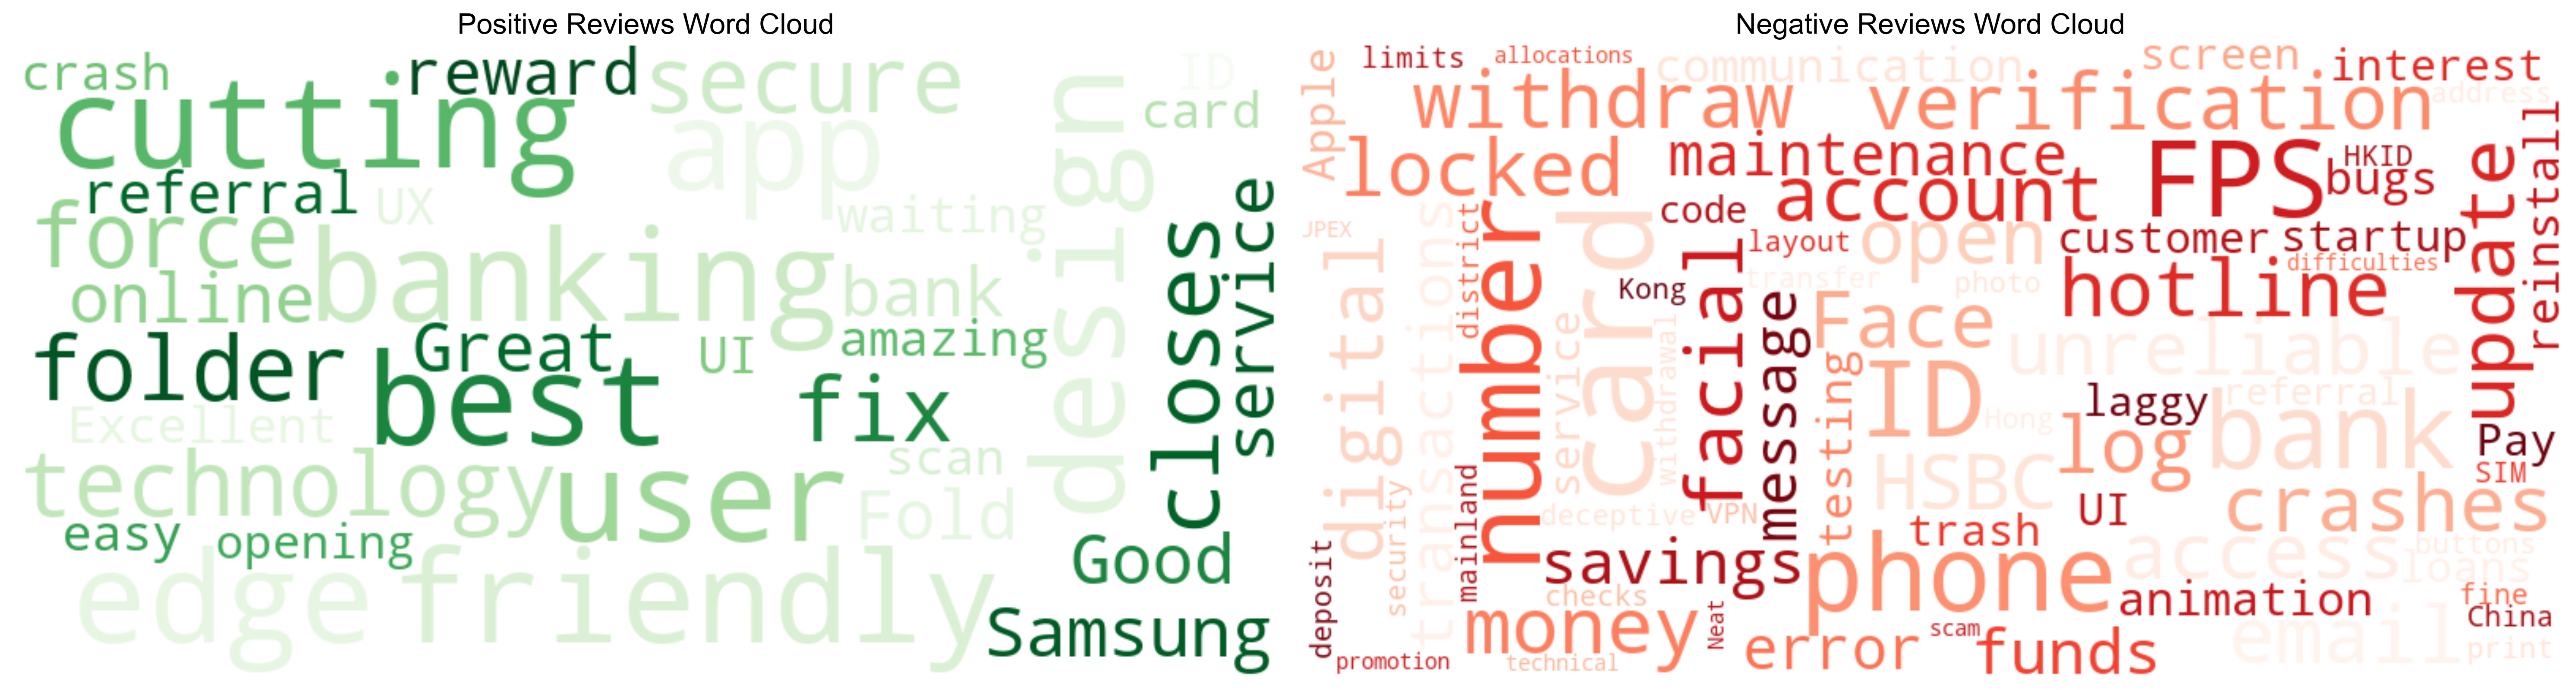 Positive Reviews Word Cloud
crash
cutting
reward
secure
app
design
ID
card
referral
UX
waiting
force
online
banking
bank
closes
service
folder
Great
best
UI
amazing
fix
Excellent
scan
technology
user
Fold
easy
opening
Good
edge
friendly
Samsung
Negative Reviews Word Cloud
Apple
limits
allocations
communication
screen
interest
withdraw
verification
address
locked
maintenance
account
FPS
HKID
bugs
update
reinstall
JPEX
transactions
district
number
card
code
facial
layout
open
customer
startup
difficulties
digital
Kong
transfer
photo
hotline
message
Face
unreliable
service
withdrawal
testing
ID
Hong
laggy
referral
log
bank
Pay
SIM
HSBC
security
mainland
deceptive
VPN
UI
crashes
trash
deposit
savings
phone
access
buttons
loans
checks
animation
fine
China
money
Neat
error
scam
funds
email
print
promotion
technical